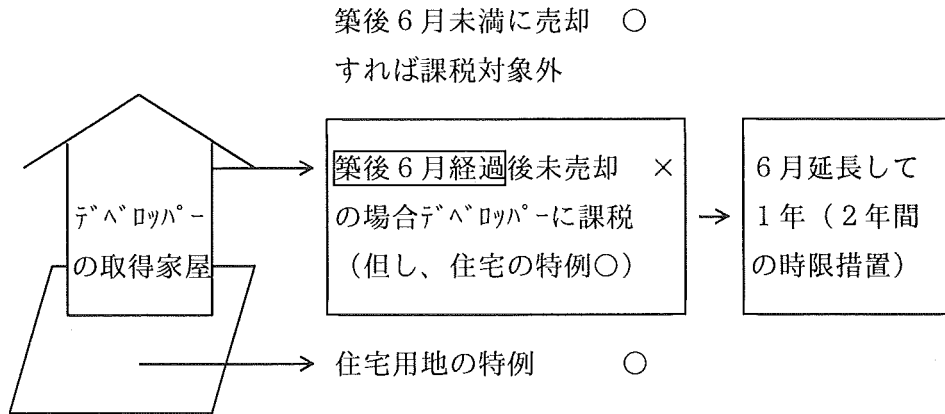 築後６月未満に売却　○
すれば課税対象外
築後６月経過後未売却　×
の場合ﾃﾞﾍﾞﾛｯﾊﾟｰに課税
（但し、住宅の特例○）
６月延長して
１年（２年間
の時限措置）
ﾃﾞﾍﾞﾛｯﾊﾟｰ
の取得家屋
住宅用地の特例　○